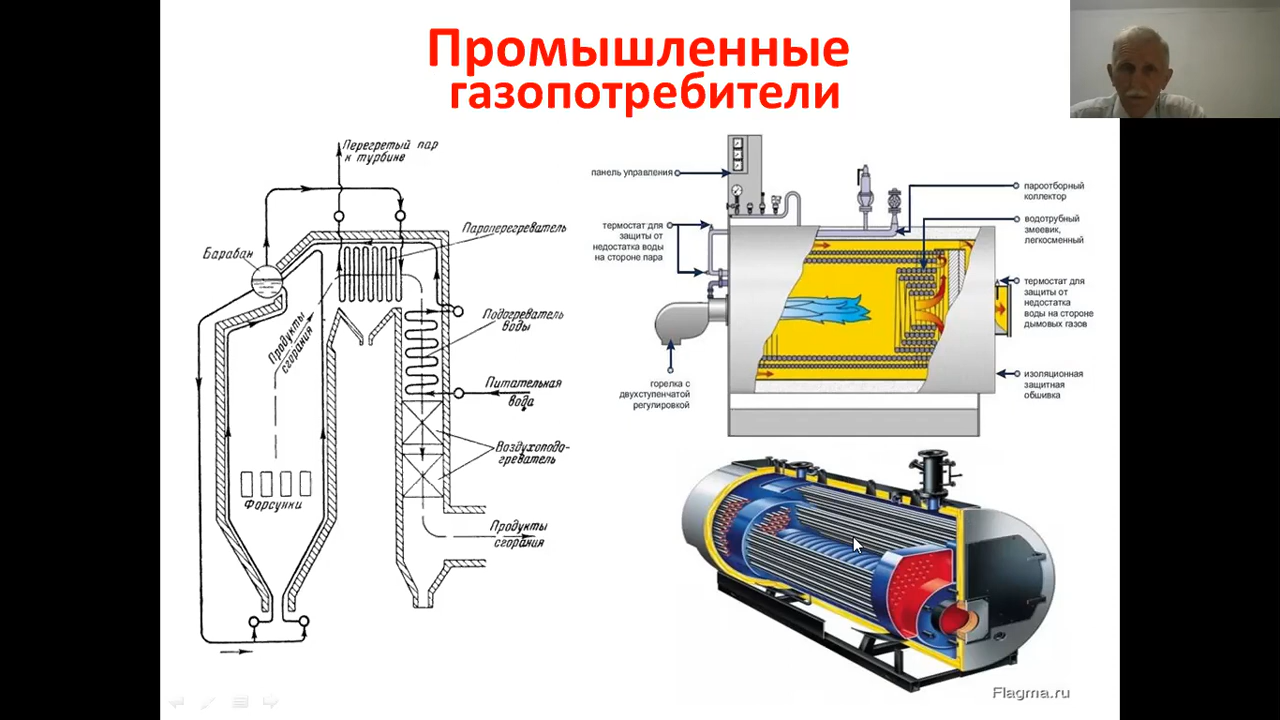 Промышленные
газопотребители
Перегретый пар
к турбине
Пароперегреватель
Барабан
Продукты
сгорания
Подогреватель
воды
Питательная
вода
Воздухоподо-
греватель
Форсунки
Продукты
сгорания
панель управления
термостат для
защиты от
недостатка воды
на стороне пара
горелка с
двухступенчатой
регулировкой
пароотборный
коллектор
водотрубный
змеевик,
легкосменный
термостат для
защиты от
недостатка
воды на стороне
дымовых газов
изоляционная
защитная
обшивка
Flagma.ru